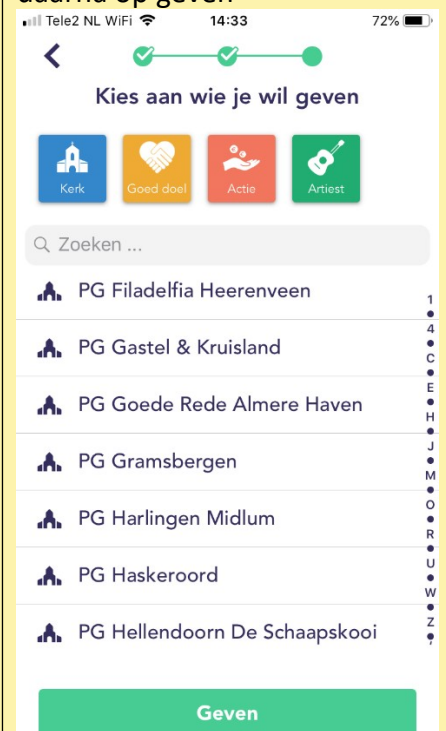 daarna op geven
Tele2 NL WiFi 14:33 72%
Kies aan wie je wil geven
Kerk Goed doel Actie Artiest
Zoeken ...
PG Filadelfia Heerenveen
PG Gastel & Kruisland
PG Goede Rede Almere Haven
PG Gramsbergen
PG Harlingen Midlum
PG Haskeroord
PG Hellendoorn De Schaapskooi
1
4
C
E
H
J
M
O
R
U
W
Z
Geven